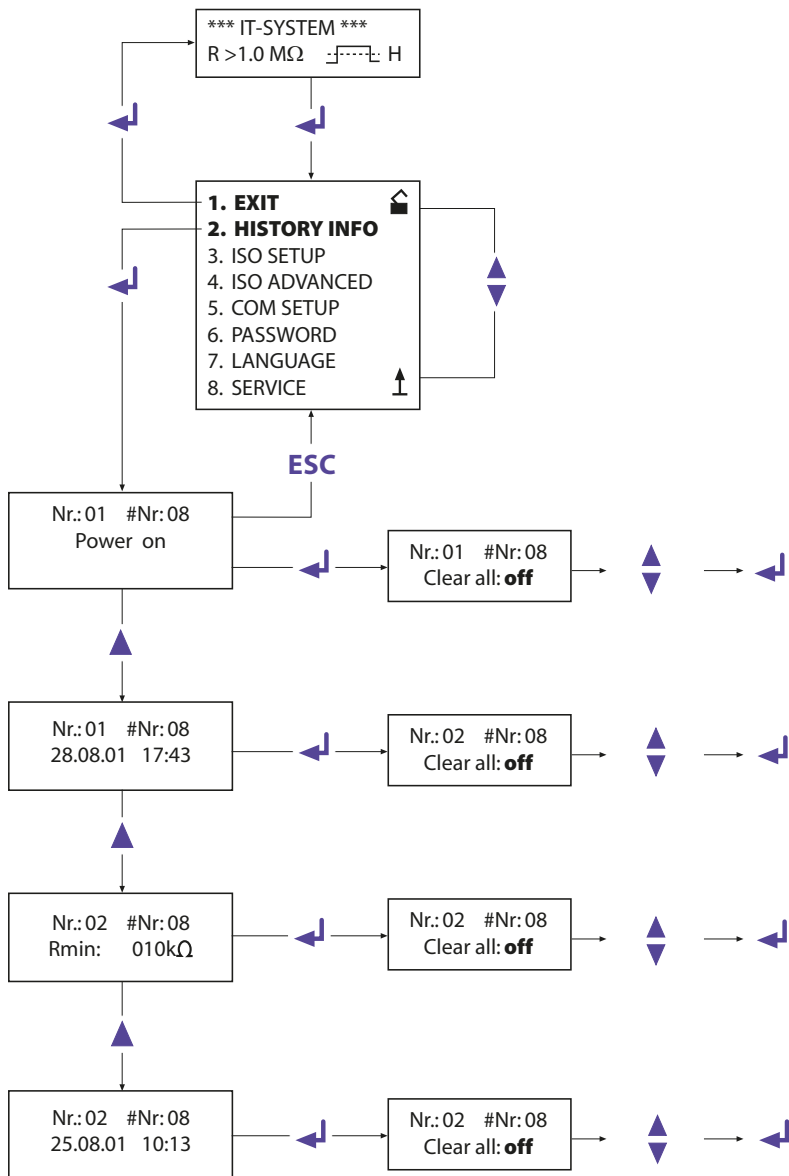 *** IT-SYSTEM ***
R >1.0 MΩ H
1. EXIT
2. HISTORY INFO
3. ISO SETUP
4. ISO ADVANCED
5. COM SETUP
6. PASSWORD
7. LANGUAGE
8. SERVICE
ESC
Nr.: 01 #Nr: 08
Power on
Nr.: 01 #Nr: 08
Clear all: off
Nr.: 01 #Nr: 08
28.08.01 17:43
Nr.: 02 #Nr: 08
Clear all: off
Nr.: 02 #Nr: 08
Rmin: 010kΩ
Nr.: 02 #Nr: 08
Clear all: off
Nr.: 02 #Nr: 08
25.08.01 10:13
Nr.: 02 #Nr: 08
Clear all: off